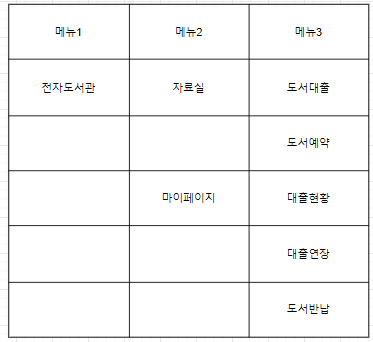 메뉴1 메뉴2 메뉴3
전자도서관 자료실 도서대출
도서예약
마이페이지 대출현황
대출연장
도서반납